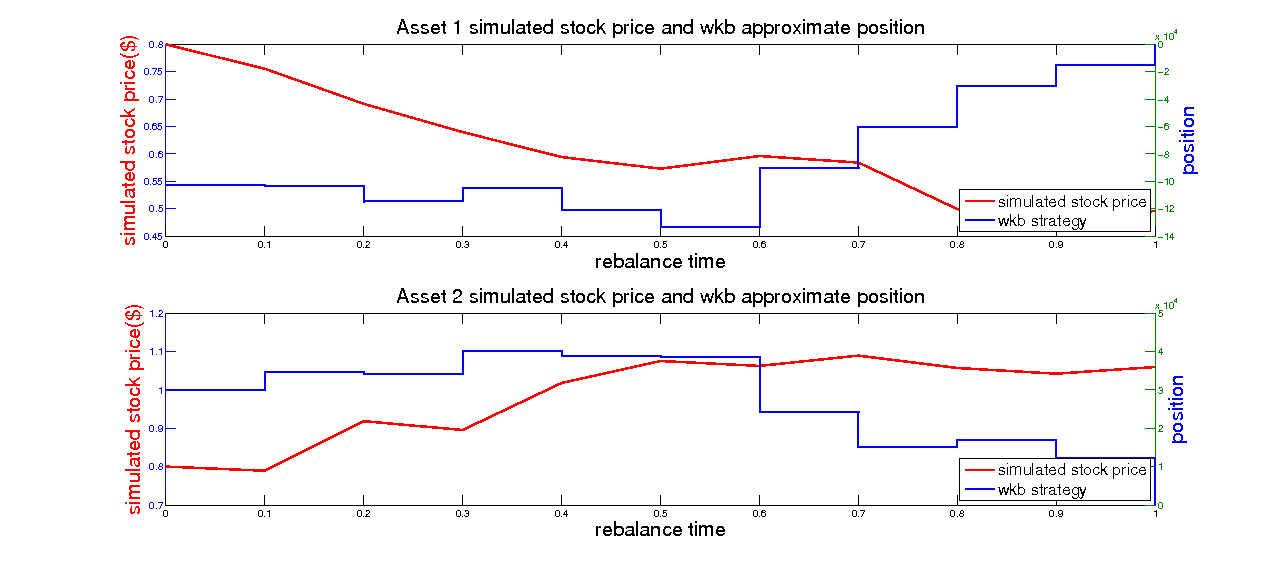 Asset 1 simulated stock price and wkb approximate position
x 10^4
simulated stock price($)
0.8
0.75
0.7
0.65
0.6
0.55
0.5
0.45
0
-2
-4
-6
-8
-10
-12
-14
position
simulated stock price
wkb strategy
0 0.1 0.2 0.3 0.4 0.5 0.6 0.7 0.8 0.9 1
rebalance time
Asset 2 simulated stock price and wkb approximate position
x 10^4
simulated stock price($)
1.2
1.1
1
0.9
0.8
0.7
5
4
3
2
1
0
position
simulated stock price
wkb strategy
0 0.1 0.2 0.3 0.4 0.5 0.6 0.7 0.8 0.9 1
rebalance time